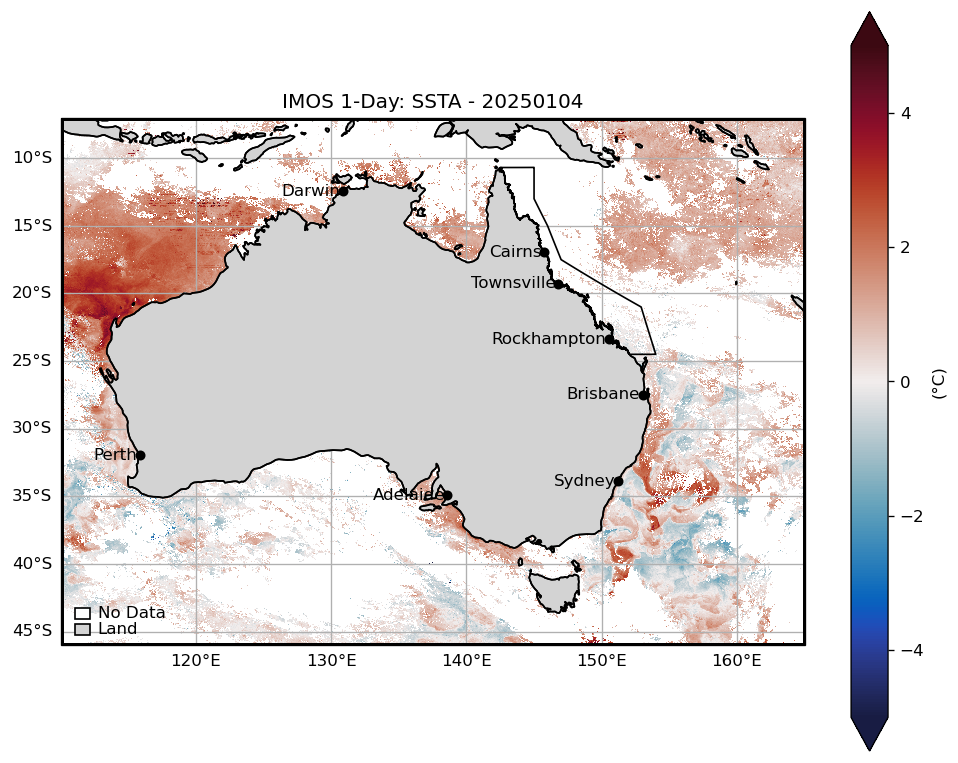 IMOS 1-Day: SSTA - 20250104
10°S
15°S
20°S
25°S
30°S
35°S
40°S
45°S
Darwin
Cairns
Townsville
Rockhampton
Brisbane
Perth
Sydney
Adelaide
No Data
Land
120°E
130°E
140°E
150°E
160°E
4
2
0
−2
−4
(°C)